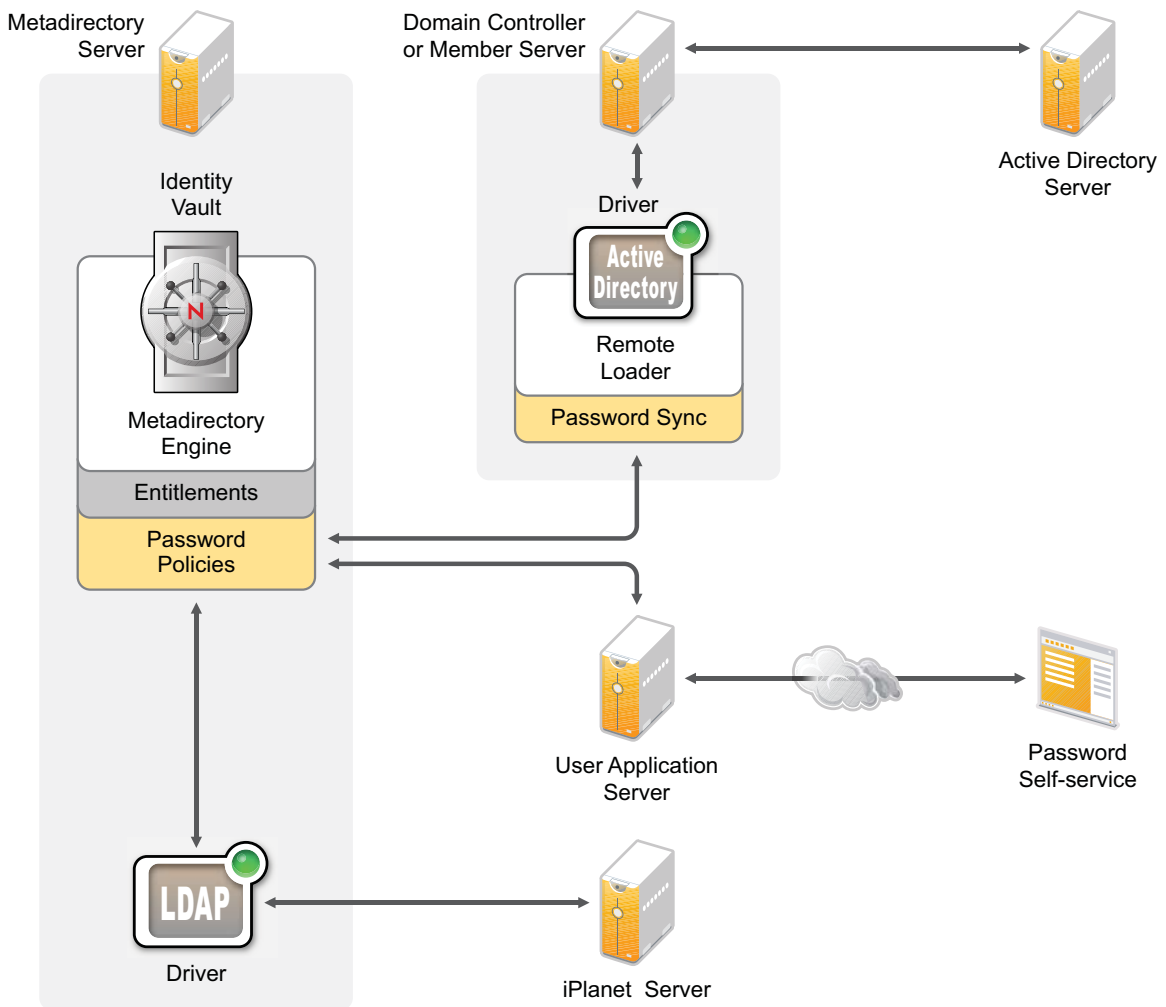 Metadirectory
Server
Domain Controller
or Member Server
Active Directory
Server
Identity
Vault
Driver
Active
Directory
N
Remote
Loader
Metadirectory
Engine
Password Sync
Entitlements
Password
Policies
User Application
Server
Password
Self-service
LDAP
Driver
iPlanet Server